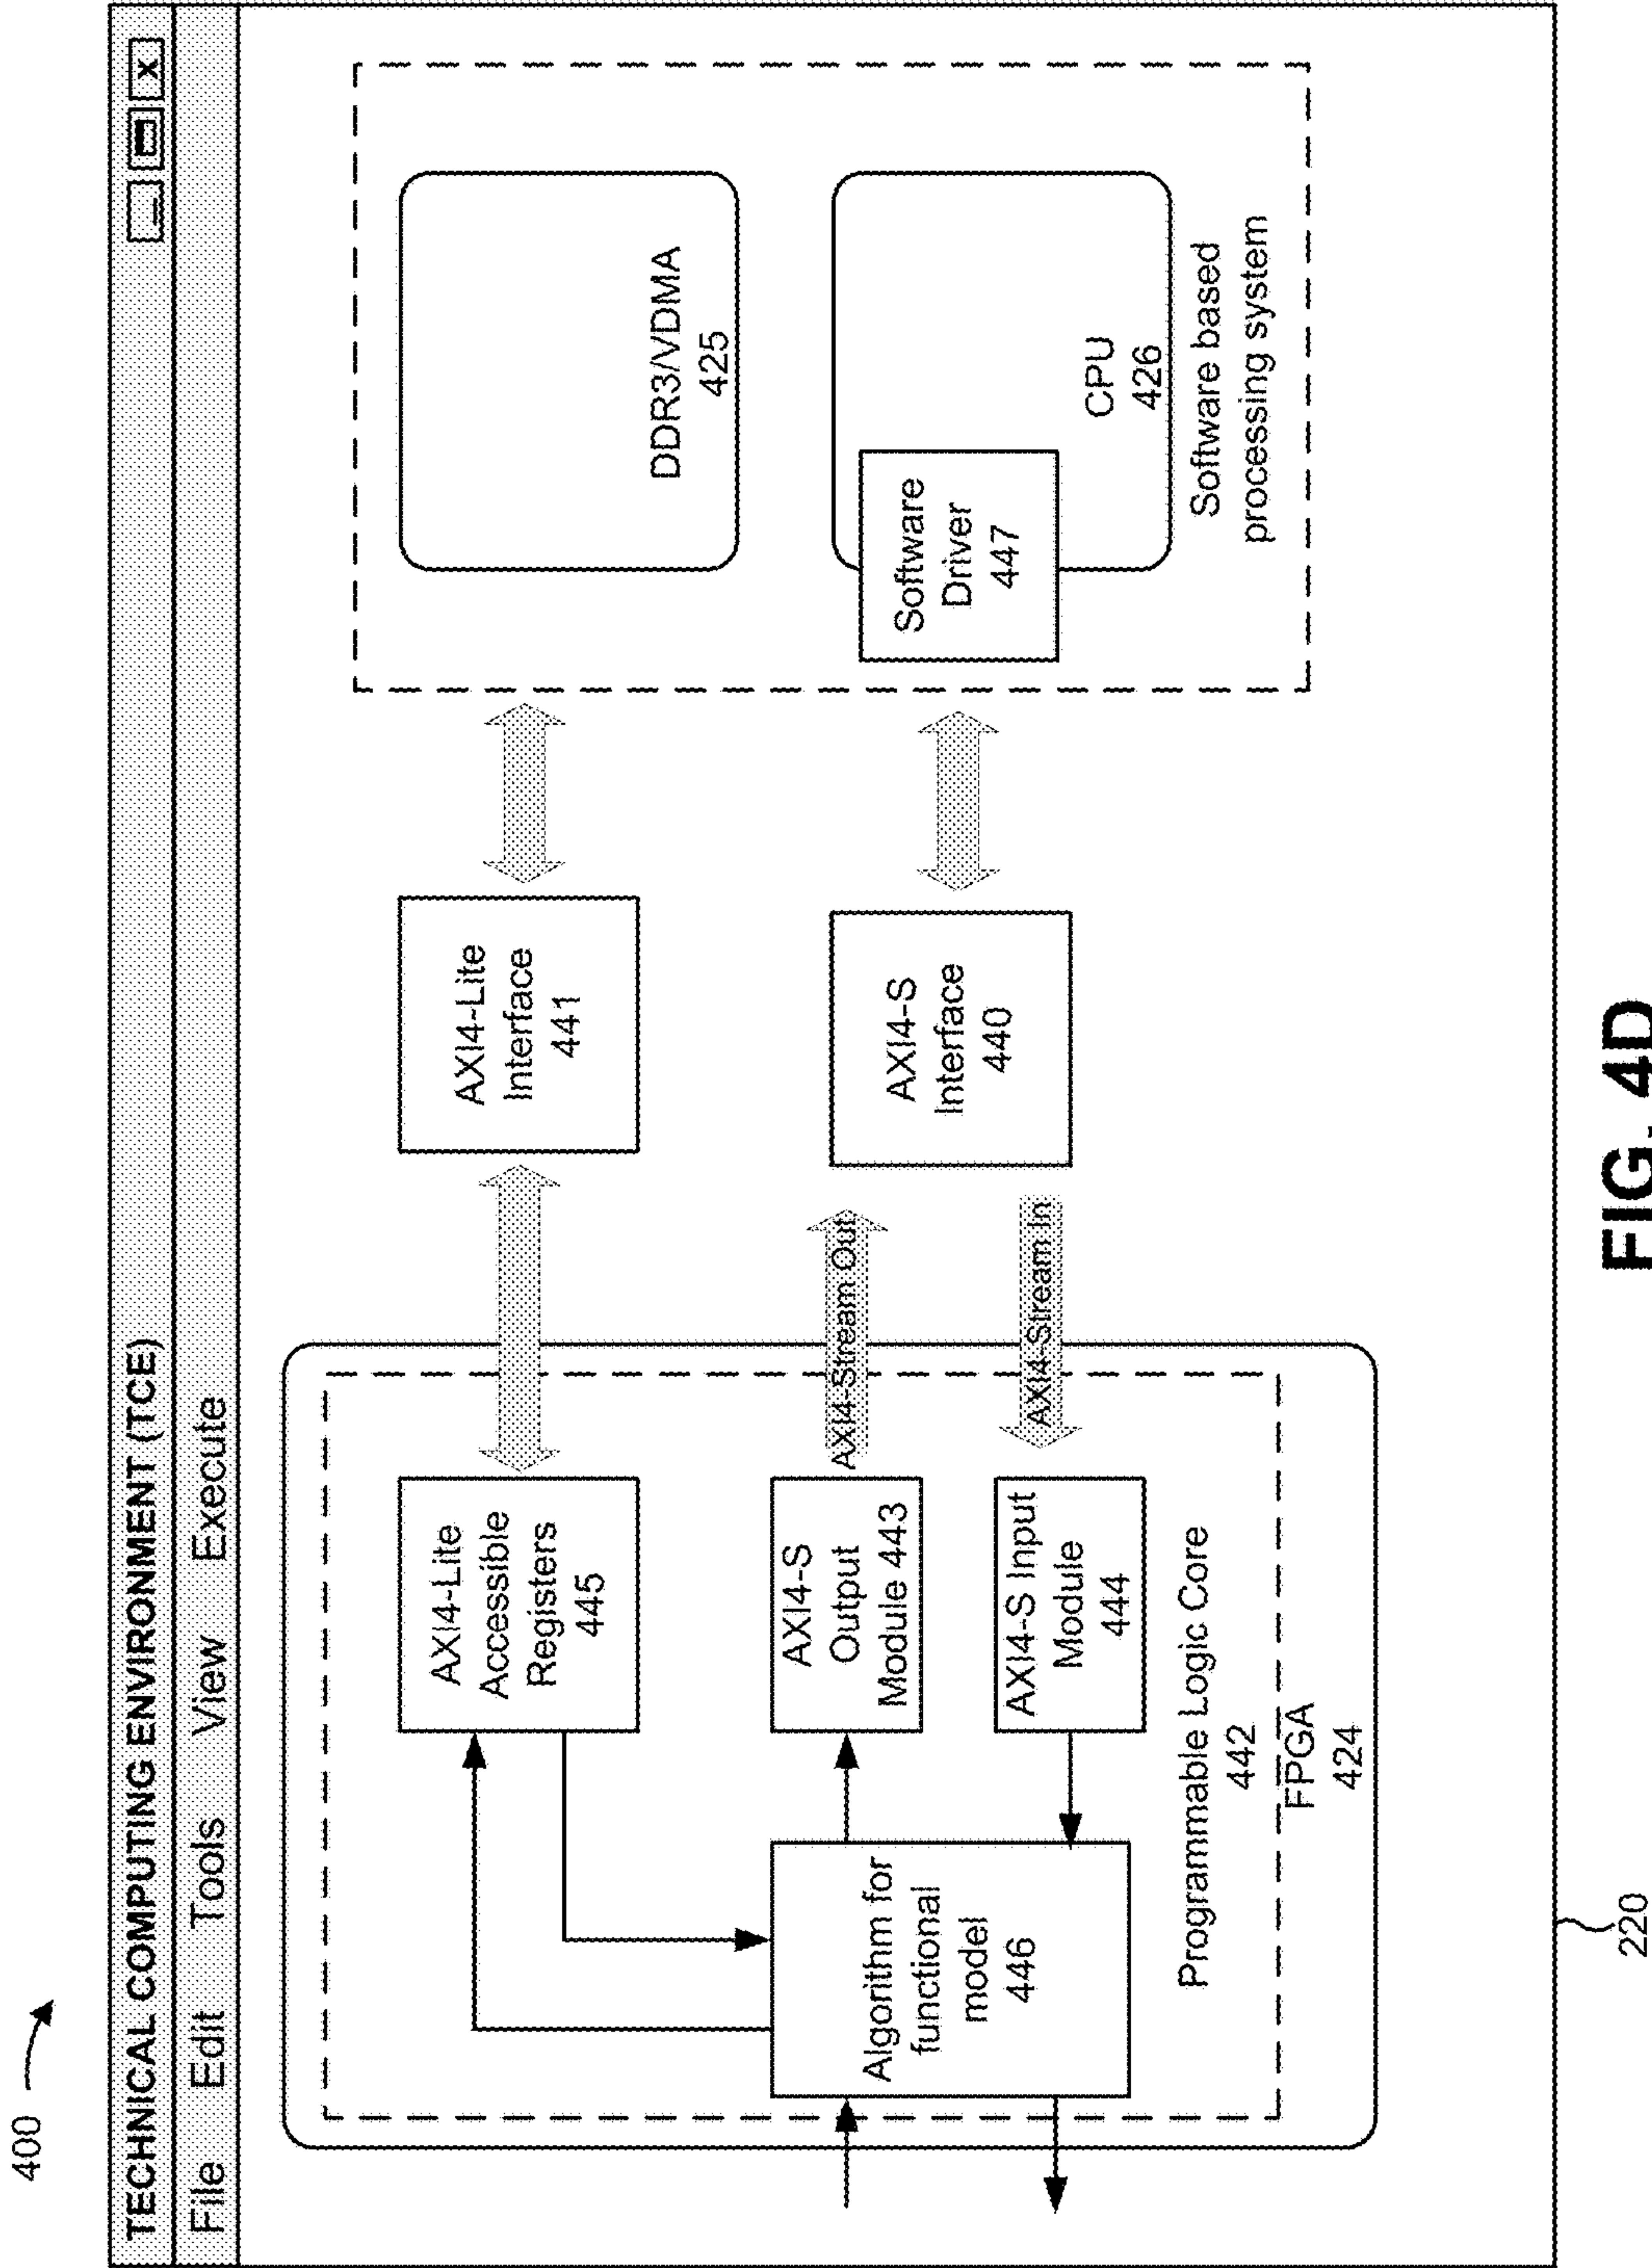 400
TECHNICAL COMPUTING ENVIRONMENT (TCE)
File Edit Tools View Execute
AXI4-Lite
Accessible
Registers
445
AXI4-Lite
Interface
441
DDR3/VDMA
425
Algorithm for
functional
model
446
AXI4-S
Output
Module 443
AXI4-Stream Out
AXI4-S Input
Module
444
AXI4-Stream In
AXI4-S
Interface
440
Software
Driver
447
CPU
426
Software based
processing system
Programmable Logic Core
442
FPGA
424
220
FIG. 4D